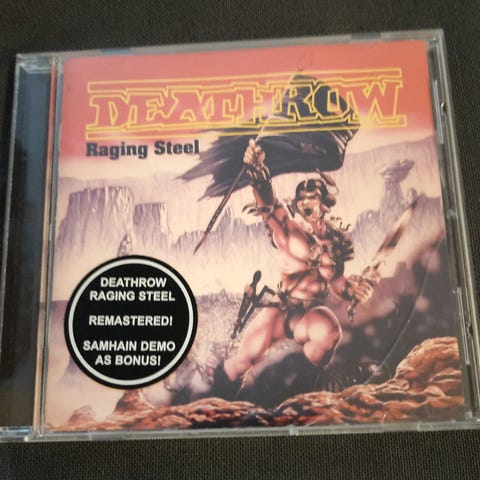 DEATHROW
Raging Steel
DEATHROW
RAGING STEEL
REMASTERED!
SAMHAIN DEMO
AS BONUS!